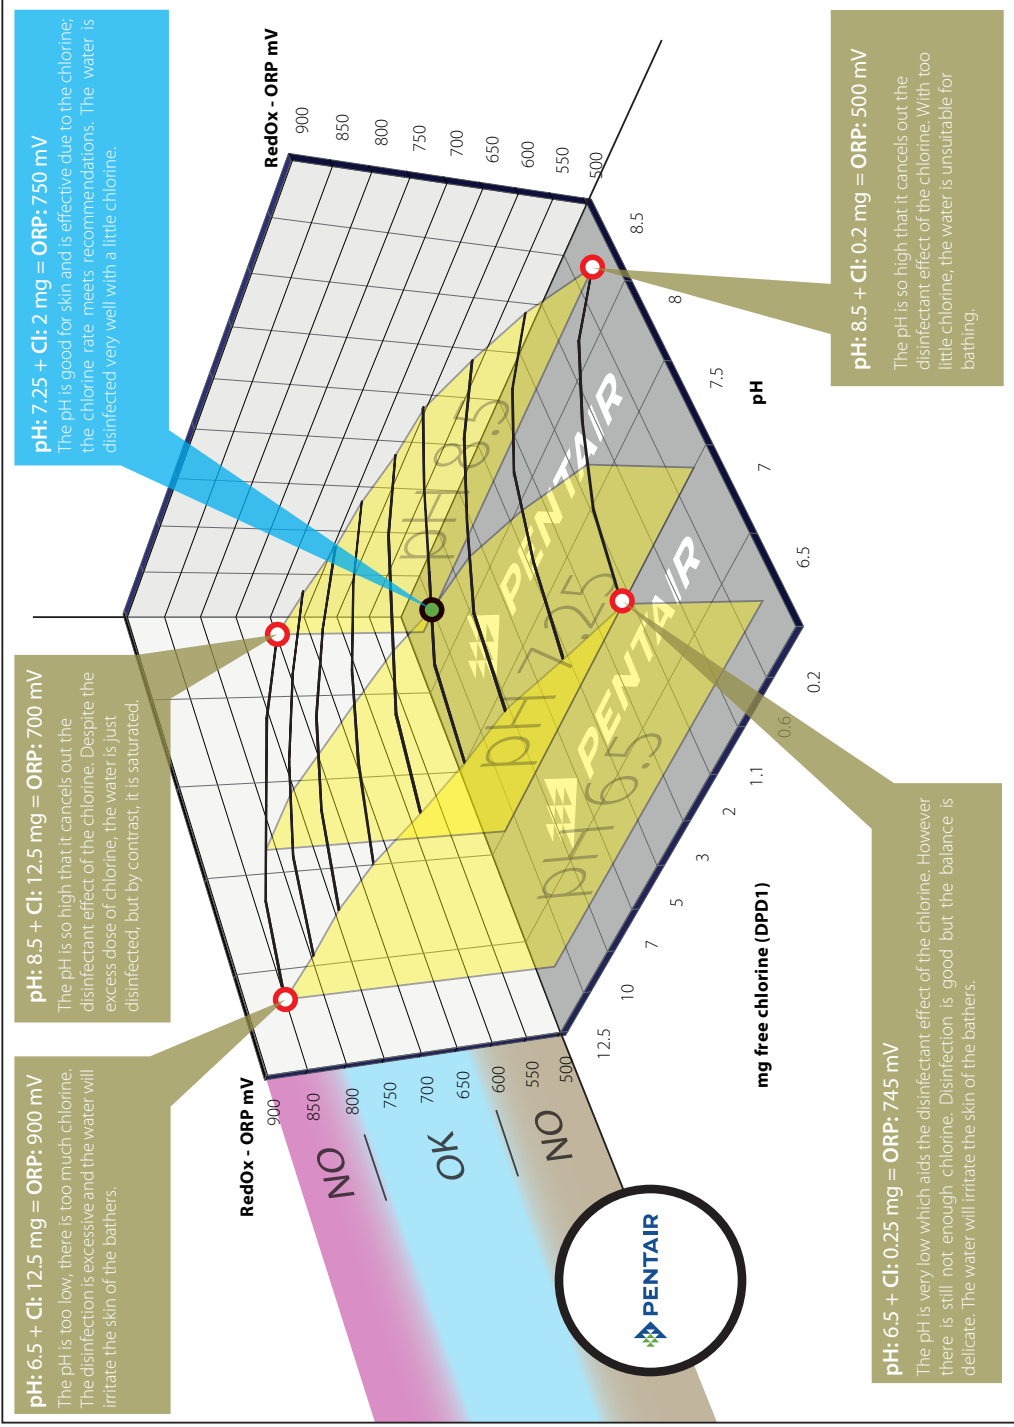 pH: 6.5 + Cl: 12.5 mg = ORP: 900 mV
The pH is too low, there is too much chlorine.
The disinfection is excessive and the water will
irritate the skin of the bathers.
pH: 8.5 + Cl: 12.5 mg = ORP: 700 mV
The pH is so high that it cancels out the
disinfectant effect of the chlorine. Despite the
excess dose of chlorine, the water is just
disinfected, but by contrast, it is saturated.
pH: 7.25 + Cl: 2 mg = ORP: 750 mV
The pH is good for skin and is effective due to the chlorine;
the chlorine rate meets recommendations. The water is
disinfected very well with a little chlorine.
RedOx - ORP mV
900
850
800
750
700
650
600
550
500
RedOx - ORP mV
900
850
800
750
700
650
600
550
500
NO
OK
NO
pH 8.5
pH 7.25
pH 6.5
PENTAIR
PENTAIR
12.5
10
7
5
3
2
1.1
0.6
0.2
mg free chlorine (DPD1)
6.5
7
7.5
8
8.5
pH
PENTAIR
pH: 6.5 + Cl: 0.25 mg = ORP: 745 mV
The pH is very low which aids the disinfectant effect of the chlorine. However
there is still not enough chlorine. Disinfection is good but the balance is
delicate. The water will irritate the skin of the bathers.
pH: 8.5 + Cl: 0.2 mg = ORP: 500 mV
The pH is so high that it cancels out the
disinfectant effect of the chlorine. With too
little chlorine, the water is unsuitable for
bathing.